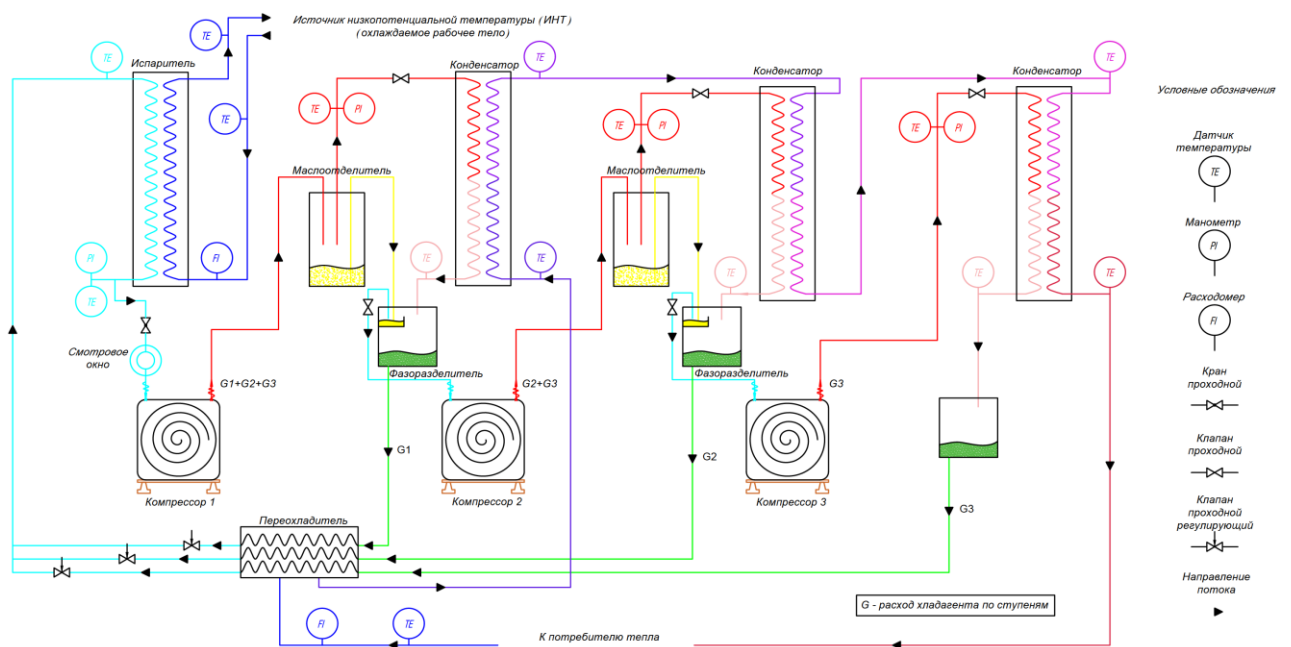 Источник низкопотенциальной температуры (ИНТ)
(охлаждаемое рабочее тело)
TE
TE
Испаритель
TE
Конденсатор
TE
Конденсатор
Конденсатор
TE
Условные обозначения
TE
PI
TE
PI
TE
PI
TE
Датчик
температуры
TE
Маслоотделитель
Маслоотделитель
Манометр
PI
PI
TE
FI
TE
TE
TE
TE
TE
Расходомер
FI
Смотровое
окно
Фазоразделитель
Фазоразделитель
G1+G2+G3
G2+G3
G3
Кран
проходной
G1
G2
Клапан
проходной
Компрессор 1
Компрессор 2
Компрессор 3
G3
Клапан
проходной
регулирующий
Переохладитель
Направление
потока
G - расход хладагента по ступеням
FI
TE
К потребителю тепла